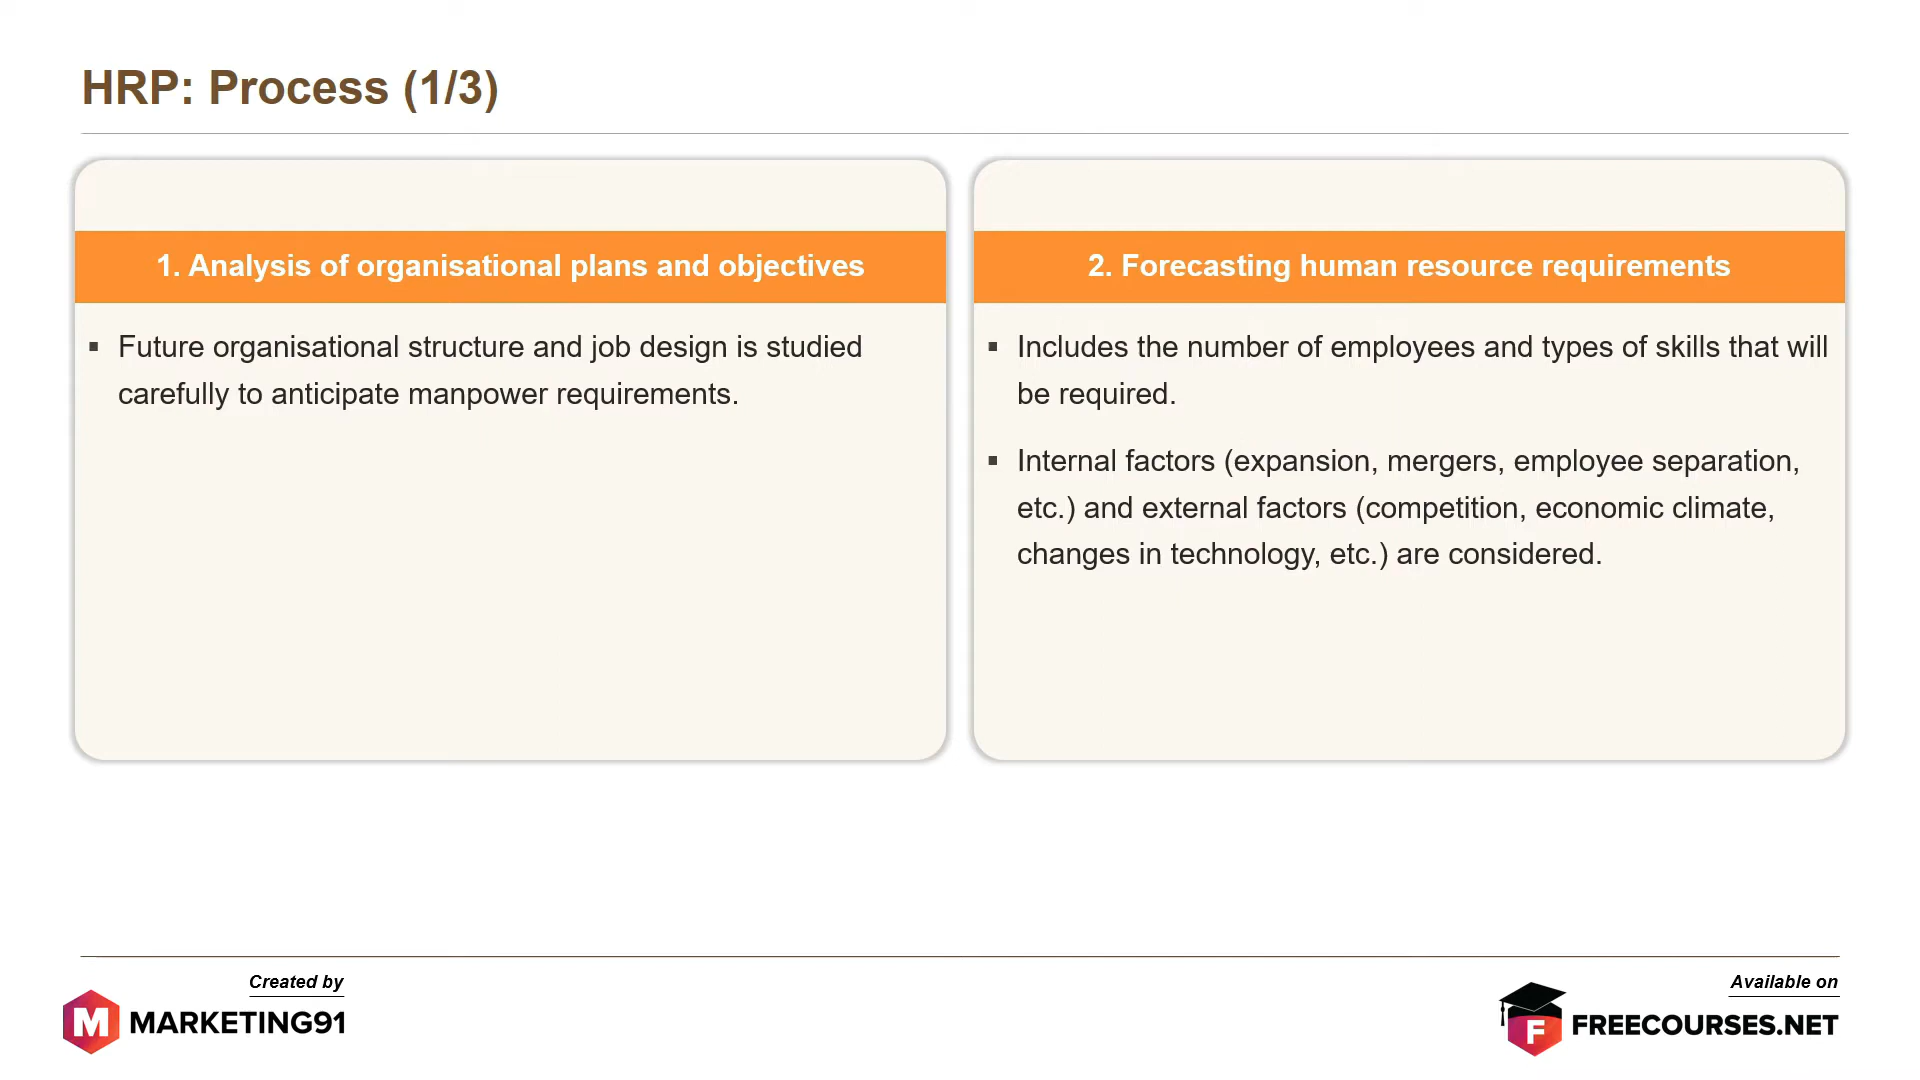 HRP: Process (1/3)
1. Analysis of organisational plans and objectives
▪ Future organisational structure and job design is studied
carefully to anticipate manpower requirements.
2. Forecasting human resource requirements
▪ Includes the number of employees and types of skills that will
be required.
▪ Internal factors (expansion, mergers, employee separation,
etc.) and external factors (competition, economic climate,
changes in technology, etc.) are considered.
Created by
M MARKETING91
Available on
F FREECOURSES.NET